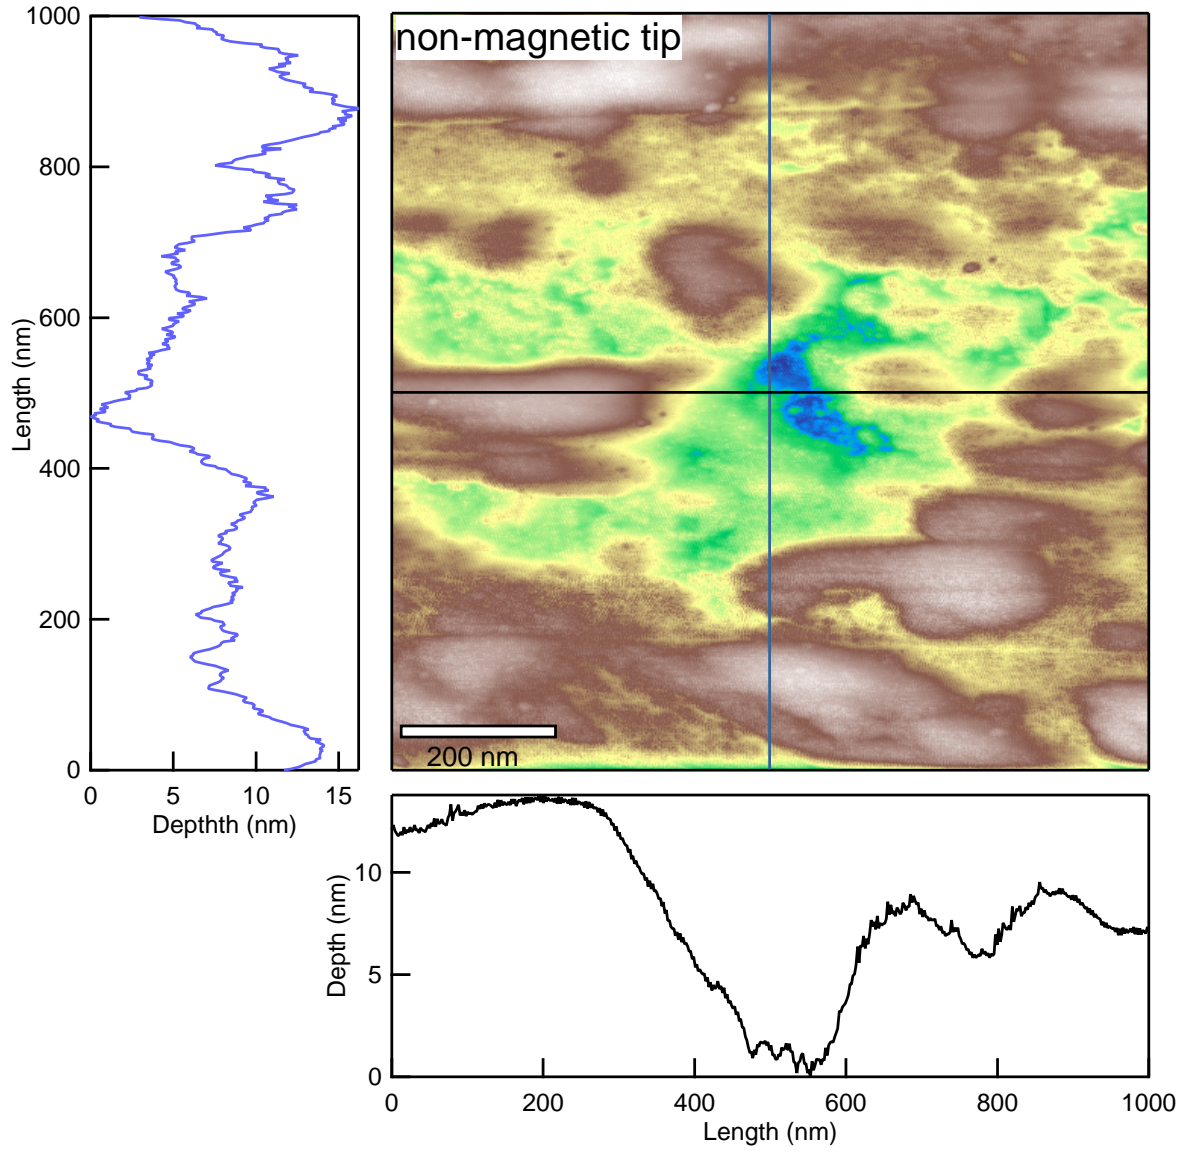 non-magnetic tip
1000
800
600
400
200
0
Length (nm)
0 5 10 15
Depthth (nm)
200 nm
10
5
0
Depth (nm)
0 200 400 600 800 1000
Length (nm)